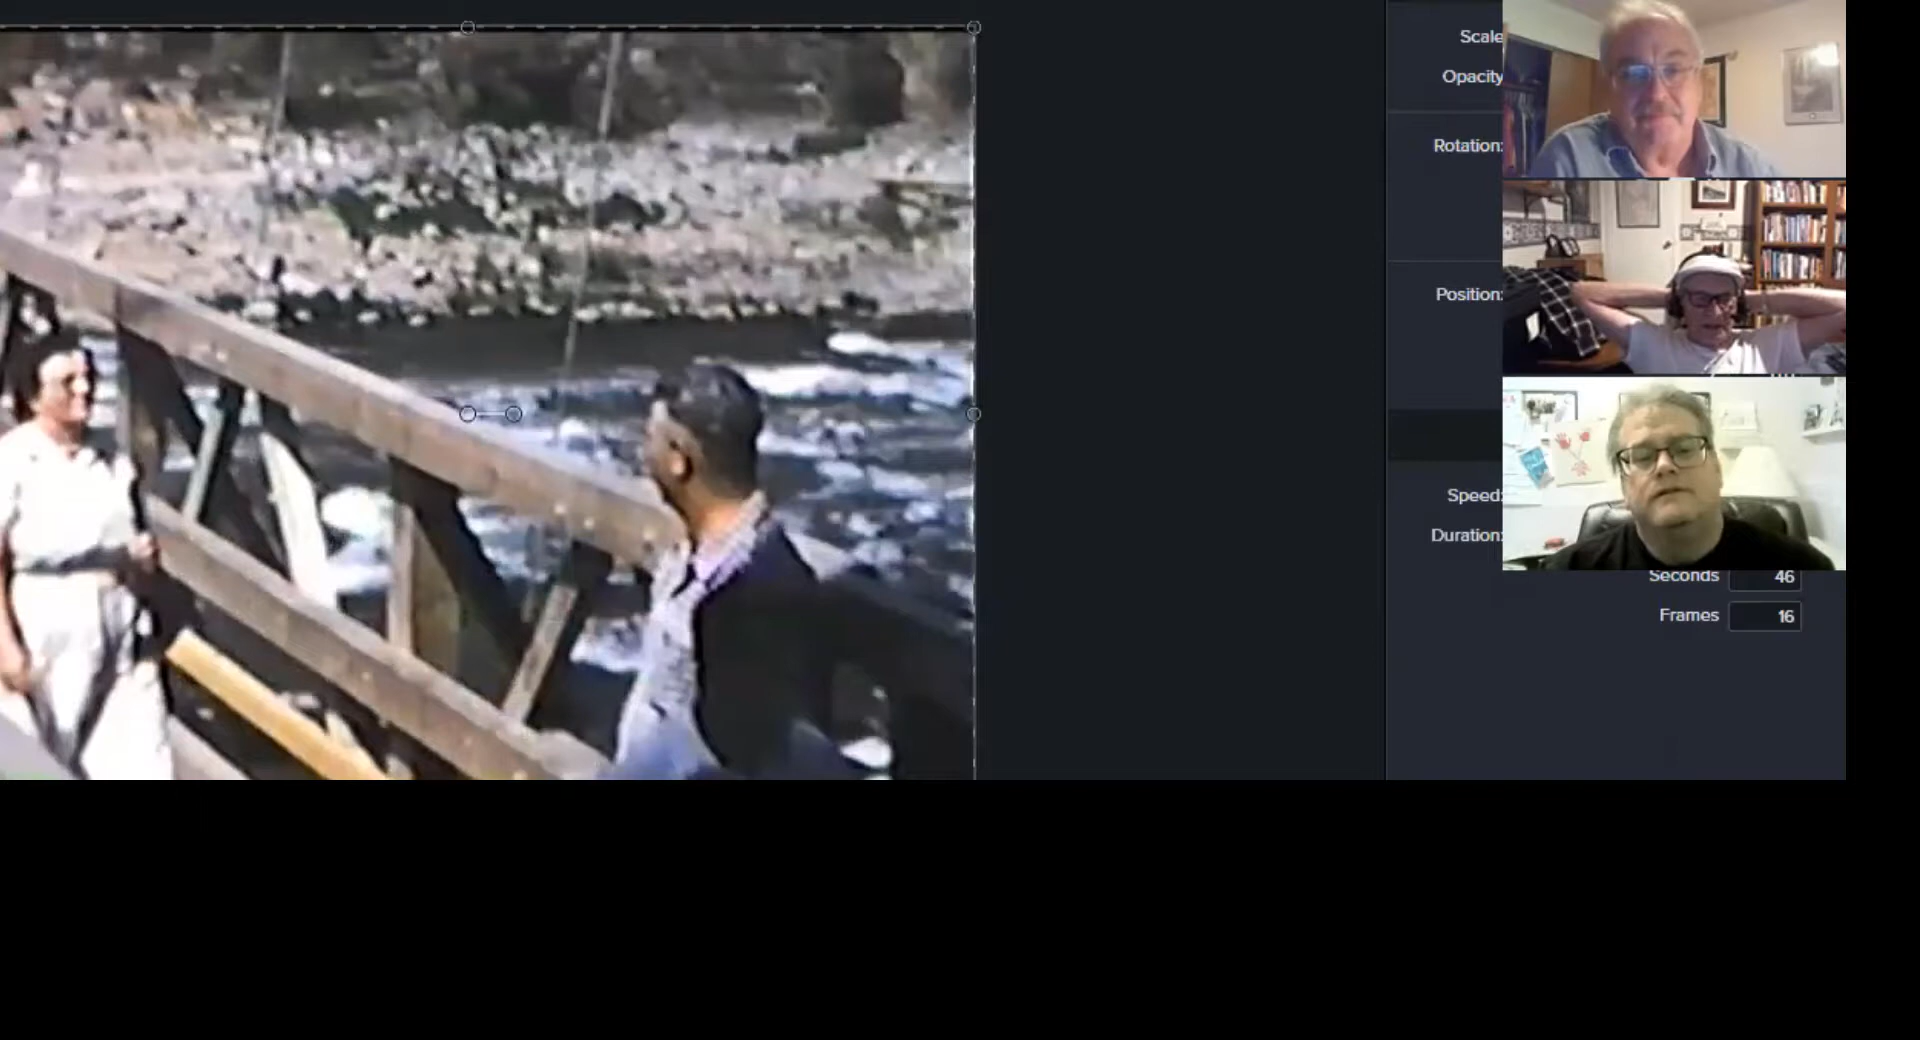 Scale
Opacity
Rotation:
Position:
Speed:
Duration:
Seconds 46
Frames 16